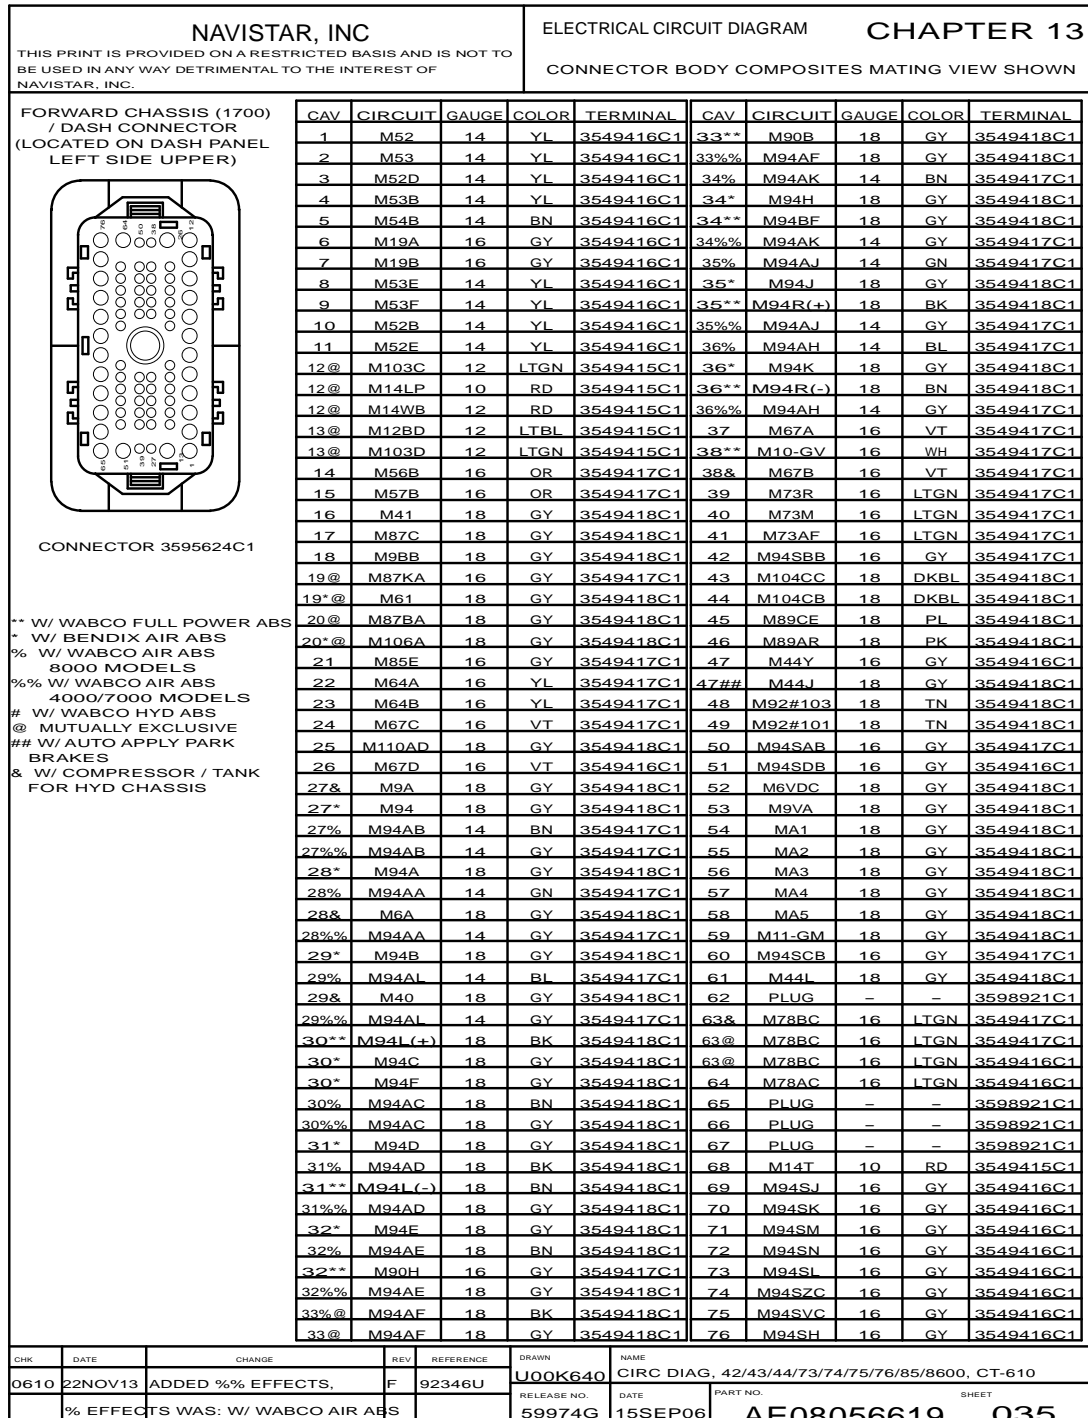 NAVISTAR, INC
THIS PRINT IS PROVIDED ON A RESTRICTED BASIS AND IS NOT TO
BE USED IN ANY WAY DETRIMENTAL TO THE INTEREST OF
NAVISTAR, INC.
ELECTRICAL CIRCUIT DIAGRAM CHAPTER 13
CONNECTOR BODY COMPOSITES MATING VIEW SHOWN
FORWARD CHASSIS (1700)
/ DASH CONNECTOR
(LOCATED ON DASH PANEL
LEFT SIDE UPPER)
76 64 50 38 26 12
65 51 39 27 13 1
CONNECTOR 3595624C1
** W/ WABCO FULL POWER ABS
* W/ BENDIX AIR ABS
% W/ WABCO AIR ABS
8000 MODELS
%% W/ WABCO AIR ABS
4000/7000 MODELS
# W/ WABCO HYD ABS
@ MUTUALLY EXCLUSIVE
## W/ AUTO APPLY PARK
BRAKES
& W/ COMPRESSOR / TANK
FOR HYD CHASSIS
CAV CIRCUIT GAUGE COLOR TERMINAL CAV CIRCUIT GAUGE COLOR TERMINAL
1 M52 14 YL 3549416C1 33** M90B 18 GY 3549418C1
2 M53 14 YL 3549416C1 33%% M94AF 18 GY 3549418C1
3 M52D 14 YL 3549416C1 34% M94AK 14 BN 3549417C1
4 M53B 14 YL 3549416C1 34* M94H 18 GY 3549418C1
5 M54B 14 BN 3549416C1 34** M94BF 18 GY 3549418C1
6 M19A 16 GY 3549416C1 34%% M94AK 14 GY 3549417C1
7 M19B 16 GY 3549416C1 35% M94AJ 14 GN 3549417C1
8 M53E 14 YL 3549416C1 35* M94J 18 GY 3549418C1
9 M53F 14 YL 3549416C1 35** M94R(+) 18 BK 3549418C1
10 M52B 14 YL 3549416C1 35%% M94AJ 14 GY 3549417C1
11 M52E 14 YL 3549416C1 36% M94AH 14 BL 3549417C1
12@ M103C 12 LTGN 3549415C1 36* M94K 18 GY 3549418C1
12@ M14LP 10 RD 3549415C1 36** M94R(-) 18 BN 3549418C1
12@ M14WB 12 RD 3549415C1 36%% M94AH 14 GY 3549417C1
13@ M12BD 12 LTBL 3549415C1 37 M67A 16 VT 3549417C1
13@ M103D 12 LTGN 3549415C1 38** M10-GV 16 WH 3549417C1
14 M56B 16 OR 3549417C1 38& M67B 16 VT 3549417C1
15 M57B 16 OR 3549417C1 39 M73R 16 LTGN 3549417C1
16 M41 18 GY 3549418C1 40 M73M 16 LTGN 3549417C1
17 M87C 18 GY 3549418C1 41 M73AF 16 LTGN 3549417C1
18 M9BB 18 GY 3549418C1 42 M94SBB 16 GY 3549417C1
19@ M87KA 16 GY 3549417C1 43 M104CC 18 DKBL 3549418C1
19*@ M61 18 GY 3549418C1 44 M104CB 18 DKBL 3549418C1
20@ M87BA 18 GY 3549418C1 45 M89CE 18 PL 3549418C1
20*@ M106A 18 GY 3549418C1 46 M89AR 18 PK 3549418C1
21 M85E 16 GY 3549417C1 47 M44Y 16 GY 3549416C1
22 M64A 16 YL 3549417C1 47## M44J 18 GY 3549418C1
23 M64B 16 YL 3549417C1 48 M92#103 18 TN 3549418C1
24 M67C 16 VT 3549417C1 49 M92#101 18 TN 3549418C1
25 M110AD 18 GY 3549418C1 50 M94SAB 16 GY 3549417C1
26 M67D 16 VT 3549416C1 51 M94SDB 16 GY 3549416C1
27& M9A 18 GY 3549418C1 52 M6VDC 18 GY 3549418C1
27* M94 18 GY 3549418C1 53 M9VA 18 GY 3549418C1
27% M94AB 14 BN 3549417C1 54 MA1 18 GY 3549418C1
27%% M94AB 14 GY 3549417C1 55 MA2 18 GY 3549418C1
28* M94A 18 GY 3549418C1 56 MA3 18 GY 3549418C1
28% M94AA 14 GN 3549417C1 57 MA4 18 GY 3549418C1
28& M6A 18 GY 3549418C1 58 MA5 18 GY 3549418C1
28%% M94AA 14 GY 3549417C1 59 M11-GM 18 GY 3549418C1
29* M94B 18 GY 3549418C1 60 M94SCB 16 GY 3549417C1
29% M94AL 14 BL 3549417C1 61 M44L 18 GY 3549418C1
29& M40 18 GY 3549418C1 62 PLUG – – 3598921C1
29%% M94AL 14 GY 3549417C1 63& M78BC 16 LTGN 3549417C1
30** M94L(+) 18 BK 3549418C1 63@ M78BC 16 LTGN 3549417C1
30* M94C 18 GY 3549418C1 63@ M78BC 16 LTGN 3549416C1
30* M94F 18 GY 3549418C1 64 M78AC 16 LTGN 3549416C1
30% M94AC 18 BN 3549418C1 65 PLUG – – 3598921C1
30%% M94AC 18 GY 3549418C1 66 PLUG – – 3598921C1
31* M94D 18 GY 3549418C1 67 PLUG – – 3598921C1
31% M94AD 18 BK 3549418C1 68 M14T 10 RD 3549415C1
31** M94L(-) 18 BN 3549418C1 69 M94SJ 16 GY 3549416C1
31%% M94AD 18 GY 3549418C1 70 M94SK 16 GY 3549416C1
32* M94E 18 GY 3549418C1 71 M94SM 16 GY 3549416C1
32% M94AE 18 BN 3549418C1 72 M94SN 16 GY 3549416C1
32** M90H 16 GY 3549417C1 73 M94SL 16 GY 3549416C1
32%% M94AE 18 GY 3549418C1 74 M94SZC 16 GY 3549416C1
33%@ M94AF 18 BK 3549418C1 75 M94SVC 16 GY 3549416C1
33@ M94AF 18 GY 3549418C1 76 M94SH 16 GY 3549416C1
CHK DATE CHANGE REV REFERENCE DRAWN NAME
0610 22NOV13 ADDED %% EFFECTS, F 92346U U00K640 CIRC DIAG, 42/43/44/73/74/75/76/85/8600, CT-610
RELEASE NO. DATE PART NO. SHEET
% EFFECTS WAS: W/ WABCO AIR ABS 59974G 15SEP06 AE08056619 035